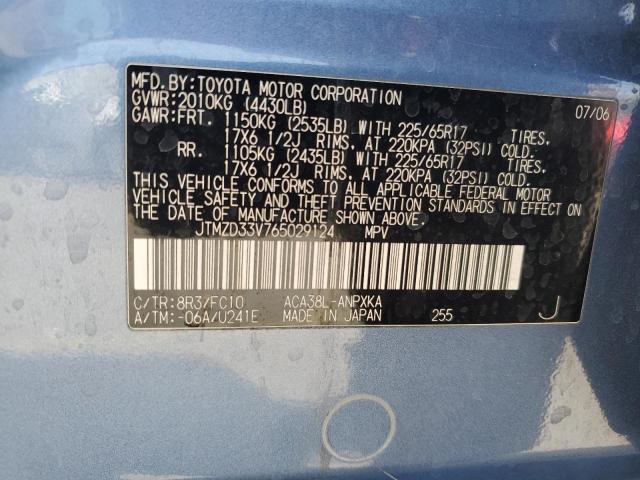 MFD. BY: TOYOTA MOTOR CORPORATION 07/06
GVWR: 2010KG (4430LB)
GAWR: FRT. 1150KG (2535LB) WITH 225/65R17 TIRES,
17X6 1/2J RIMS, AT 220KPA (32PSI) COLD.
RR. 1105KG (2435LB) WITH 225/65R17 TIRES,
17X6 1/2J RIMS, AT 220KPA (32PSI) COLD.
THIS VEHICLE CONFORMS TO ALL APPLICABLE FEDERAL MOTOR
VEHICLE SAFETY AND THEFT PREVENTION STANDARDS IN EFFECT ON
THE DATE OF MANUFACTURE SHOWN ABOVE.
JTMZD33V765029124 MPV
C/TR: 8R3/FC10 ACA38L-ANPXKA
A/TM: -06A/U241E MADE IN JAPAN 255 J